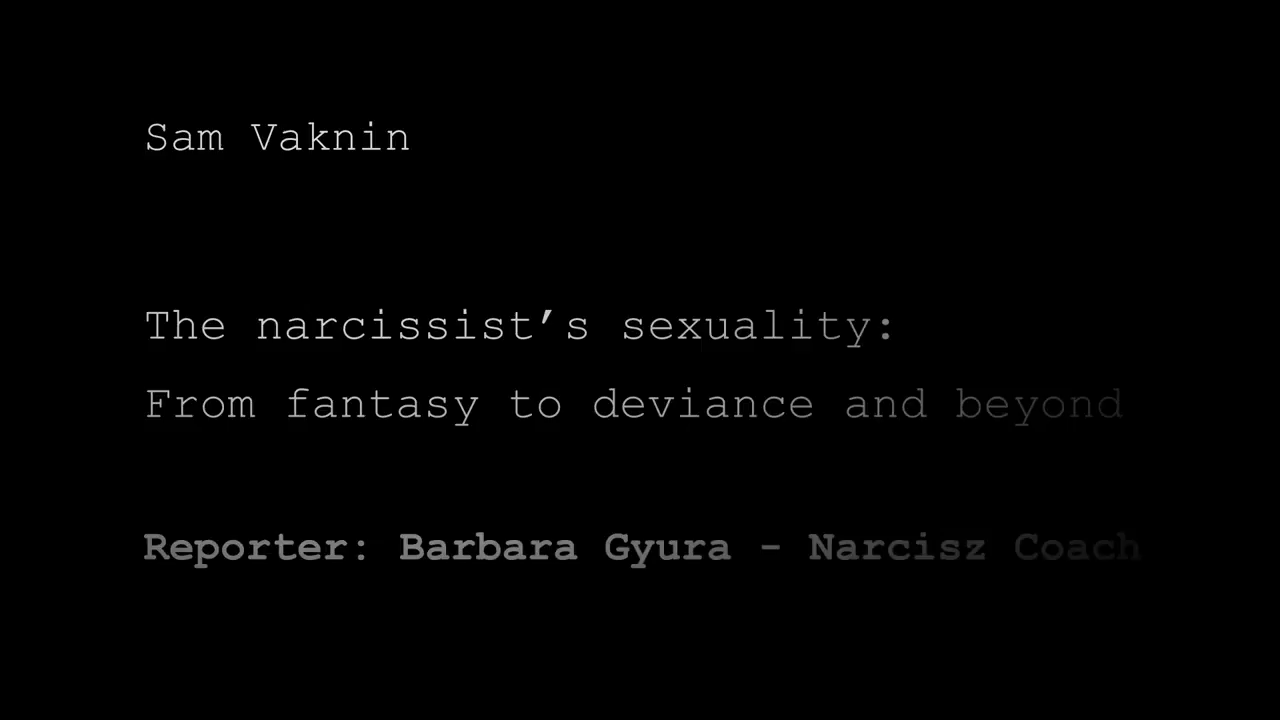 Sam Vaknin
The narcissist’s sexuality:
From fantasy to deviance and beyond
Reporter: Barbara Gyura - Narcisz Coach